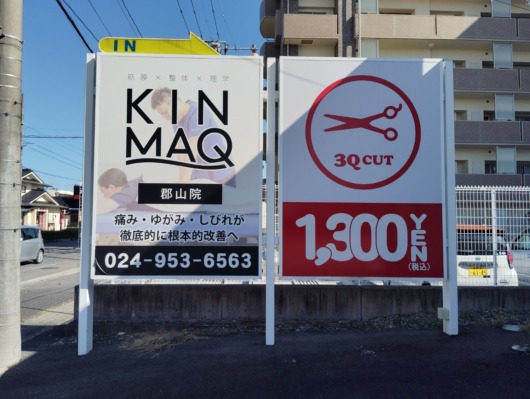 IN
筋膜×整体×理学
KIN
MAQ
郡山院
痛み・ゆがみ・しびれが
徹底的に根本的改善へ
024-953-6563
3Q CUT
1,300 YEN
(税込)